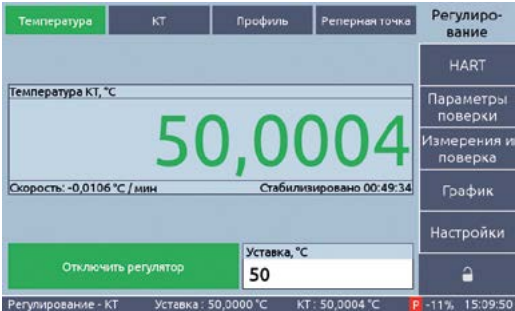 Температура
КТ
Профиль
Реперная точка
Регулиро-
вание
HART
Параметры
поверки
Измерения и
поверка
График
Настройки
Температура КТ, °C
50,0004
Скорость: -0,0106 °C / мин
Стабилизировано 00:49:34
Отключить регулятор
Уставка, °C
50
Регулирование - КТ
Уставка : 50,0000 °C
КТ : 50,0004 °C
P -11%
15:09:50